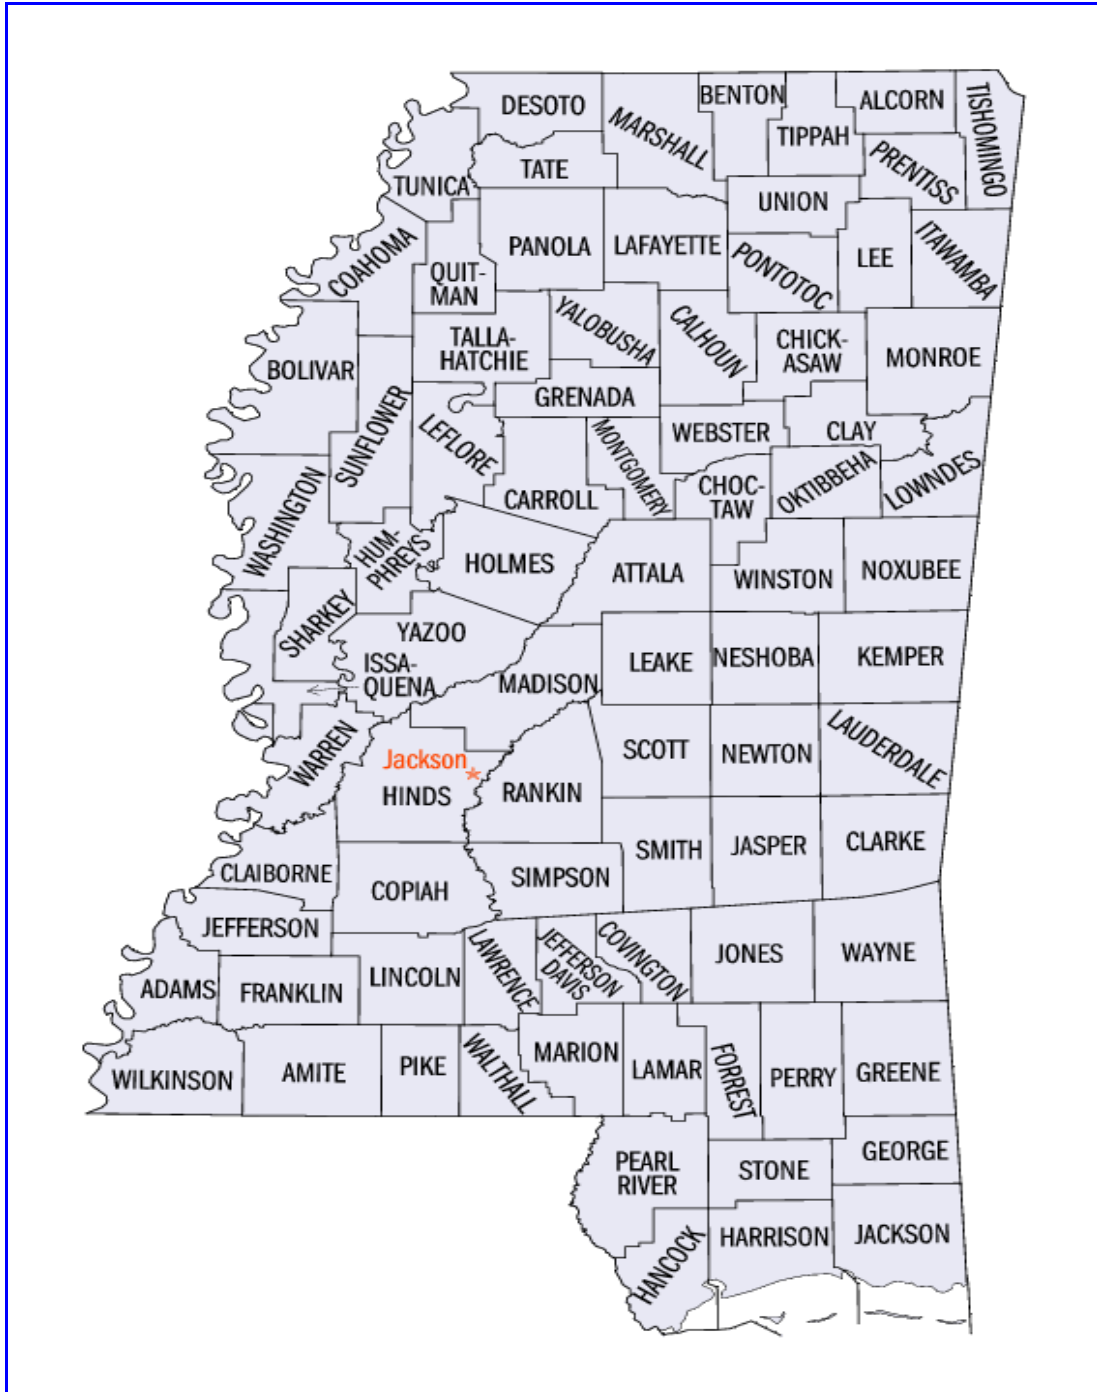 DESOTO
BENTON
ALCORN
TISHOMINGO
MARSHALL
TIPPAH
TATE
PRENTISS
TUNICA
UNION
PANOLA
LAFAYETTE
COAHOMA
QUIT-
MAN
PONTOTOC
LEE
ITAWAMBA
YALOBUSHA
CALHOUN
TALLA-
HATCHIE
CHICK-
ASAW
MONROE
BOLIVAR
GRENADA
SUNFLOWER
LEFLORE
MONTGOMERY
WEBSTER
CLAY
CARROLL
CHOC-
TAW
OKTIBBEHA
LOWNDES
WASHINGTON
HUM-
PHREYS
HOLMES
ATTALA
WINSTON
NOXUBEE
SHARKEY
YAZOO
ISSA-
QUENA
MADISON
LEAKE
NESHOBA
KEMPER
WARREN
SCOTT
NEWTON
LAUDERDALE
Jackson
HINDS
RANKIN
SMITH
JASPER
CLARKE
CLAIBORNE
COPIAH
SIMPSON
JEFFERSON
LAWRENCE
JEFFERSON
DAVIS
COVINGTON
JONES
WAYNE
ADAMS
FRANKLIN
LINCOLN
WILKINSON
AMITE
PIKE
WALTHALL
MARION
LAMAR
FORREST
PERRY
GREENE
PEARL
RIVER
STONE
GEORGE
HANCOCK
HARRISON
JACKSON